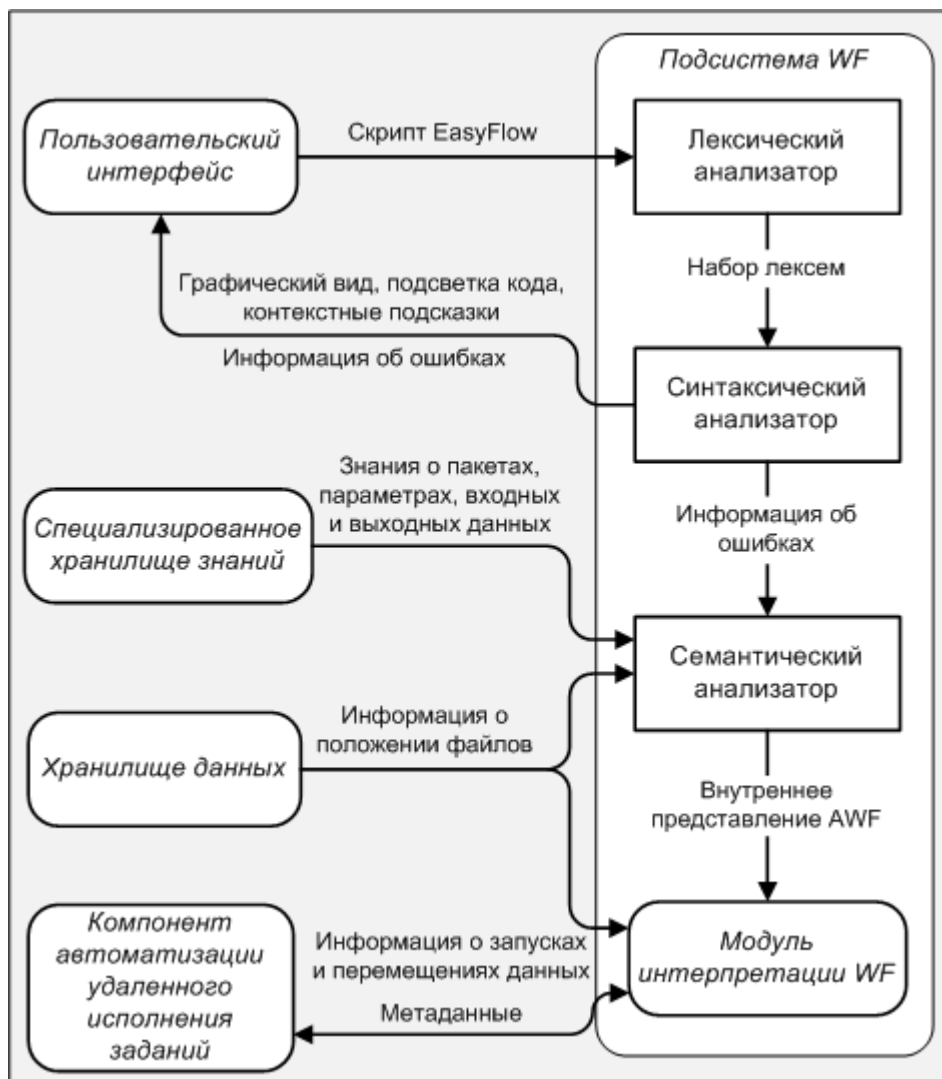 Подсистема WF
Пользовательский
интерфейс
Скрипт EasyFlow
Лексический
анализатор
Набор лексем
Графический вид, подсветка кода,
контекстные подсказки
Информация об ошибках
Синтаксический
анализатор
Знания о пакетах,
параметрах, входных
и выходных данных
Специализированное
хранилище знаний
Информация об
ошибках
Семантический
анализатор
Информация о
положении файлов
Хранилище данных
Внутреннее
представление AWF
Компонент
автоматизации
удаленного
исполнения
заданий
Информация о запусках
и перемещениях данных
Метаданные
Модуль
интерпретации WF